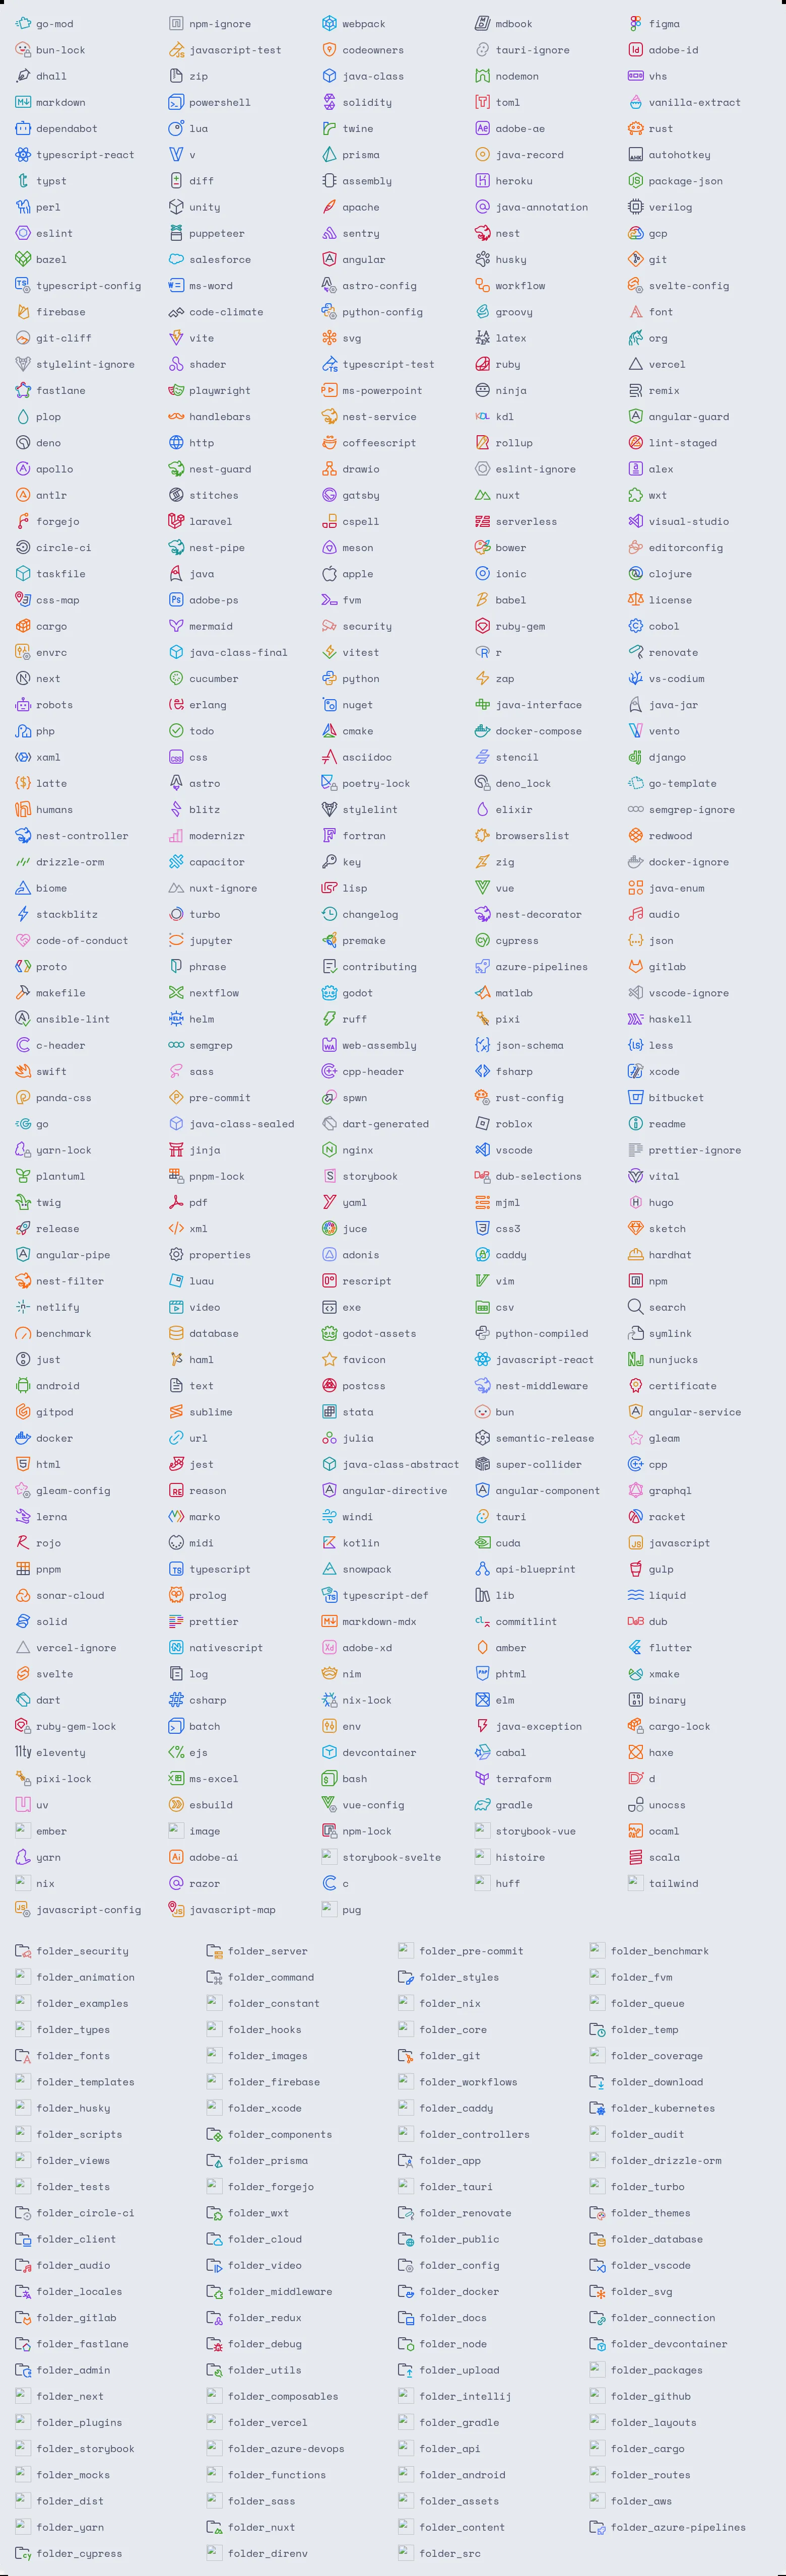 go-mod npm-ignore webpack mdbook figma
bun-lock javascript-test codeowners tauri-ignore adobe-id
dhall zip java-class nodemon vhs
markdown powershell solidity toml vanilla-extract
dependabot lua twine adobe-ae rust
typescript-react v prisma java-record autohotkey
typst diff assembly heroku package-json
perl unity apache java-annotation verilog
eslint puppeteer sentry nest gcp
bazel salesforce angular husky git
typescript-config ms-word astro-config workflow svelte-config
firebase code-climate python-config groovy font
git-cliff vite svg latex org
stylelint-ignore shader typescript-test ruby vercel
fastlane playwright ms-powerpoint ninja remix
plop handlebars nest-service kdl angular-guard
deno http coffeescript rollup lint-staged
apollo nest-guard drawio eslint-ignore alex
antlr stitches gatsby nuxt wxt
forgejo laravel cspell serverless visual-studio
circle-ci nest-pipe meson bower editorconfig
taskfile java apple ionic clojure
css-map adobe-ps fvm babel license
cargo mermaid security ruby-gem cobol
envrc java-class-final vitest r renovate
next cucumber python zap vs-codium
robots erlang nuget java-interface java-jar
php todo cmake docker-compose vento
xaml css asciidoc stencil django
latte astro poetry-lock deno_lock go-template
humans blitz stylelint elixir semgrep-ignore
nest-controller modernizr fortran browserslist redwood
drizzle-orm capacitor key zig docker-ignore
biome nuxt-ignore lisp vue java-enum
stackblitz turbo changelog nest-decorator audio
code-of-conduct jupyter premake cypress json
proto phrase contributing azure-pipelines gitlab
makefile nextflow godot matlab vscode-ignore
ansible-lint helm ruff pixi haskell
c-header semgrep web-assembly json-schema less
swift sass cpp-header fsharp xcode
panda-css pre-commit spwn rust-config bitbucket
go java-class-sealed dart-generated roblox readme
yarn-lock jinja nginx vscode prettier-ignore
plantuml pnpm-lock storybook dub-selections vital
twig pdf yaml mjml hugo
release xml juce css3 sketch
angular-pipe properties adonis caddy hardhat
nest-filter luau rescript vim npm
netlify video exe csv search
benchmark database godot-assets python-compiled symlink
just haml favicon javascript-react nunjucks
android text postcss nest-middleware certificate
gitpod sublime stata bun angular-service
docker url julia semantic-release gleam
html jest java-class-abstract super-collider cpp
gleam-config reason angular-directive angular-component graphql
lerna marko windi tauri racket
rojo midi kotlin cuda javascript
pnpm typescript snowpack api-blueprint gulp
sonar-cloud prolog typescript-def lib liquid
solid prettier markdown-mdx commitlint dub
vercel-ignore nativescript adobe-xd amber flutter
svelte log nim phtml xmake
dart csharp nix-lock elm binary
ruby-gem-lock batch env java-exception cargo-lock
eleventy ejs devcontainer cabal haxe
pixi-lock ms-excel bash terraform d
uv esbuild vue-config gradle unocss
ember image npm-lock storybook-vue ocaml
yarn adobe-ai storybook-svelte histoire scala
nix razor c huff tailwind
javascript-config javascript-map pug
folder_security folder_server folder_pre-commit folder_benchmark
folder_animation folder_command folder_styles folder_fvm
folder_examples folder_constant folder_nix folder_queue
folder_types folder_hooks folder_core folder_temp
folder_fonts folder_images folder_git folder_coverage
folder_templates folder_firebase folder_workflows folder_download
folder_husky folder_xcode folder_caddy folder_kubernetes
folder_scripts folder_components folder_controllers folder_audit
folder_views folder_prisma folder_app folder_drizzle-orm
folder_tests folder_forgejo folder_tauri folder_turbo
folder_circle-ci folder_wxt folder_renovate folder_themes
folder_client folder_cloud folder_public folder_database
folder_audio folder_video folder_config folder_vscode
folder_locales folder_middleware folder_docker folder_svg
folder_gitlab folder_redux folder_docs folder_connection
folder_fastlane folder_debug folder_node folder_devcontainer
folder_admin folder_utils folder_upload folder_packages
folder_next folder_composables folder_intellij folder_github
folder_plugins folder_vercel folder_gradle folder_layouts
folder_storybook folder_azure-devops folder_api folder_cargo
folder_mocks folder_functions folder_android folder_routes
folder_dist folder_sass folder_assets folder_aws
folder_yarn folder_nuxt folder_content folder_azure-pipelines
folder_cypress folder_direnv folder_src